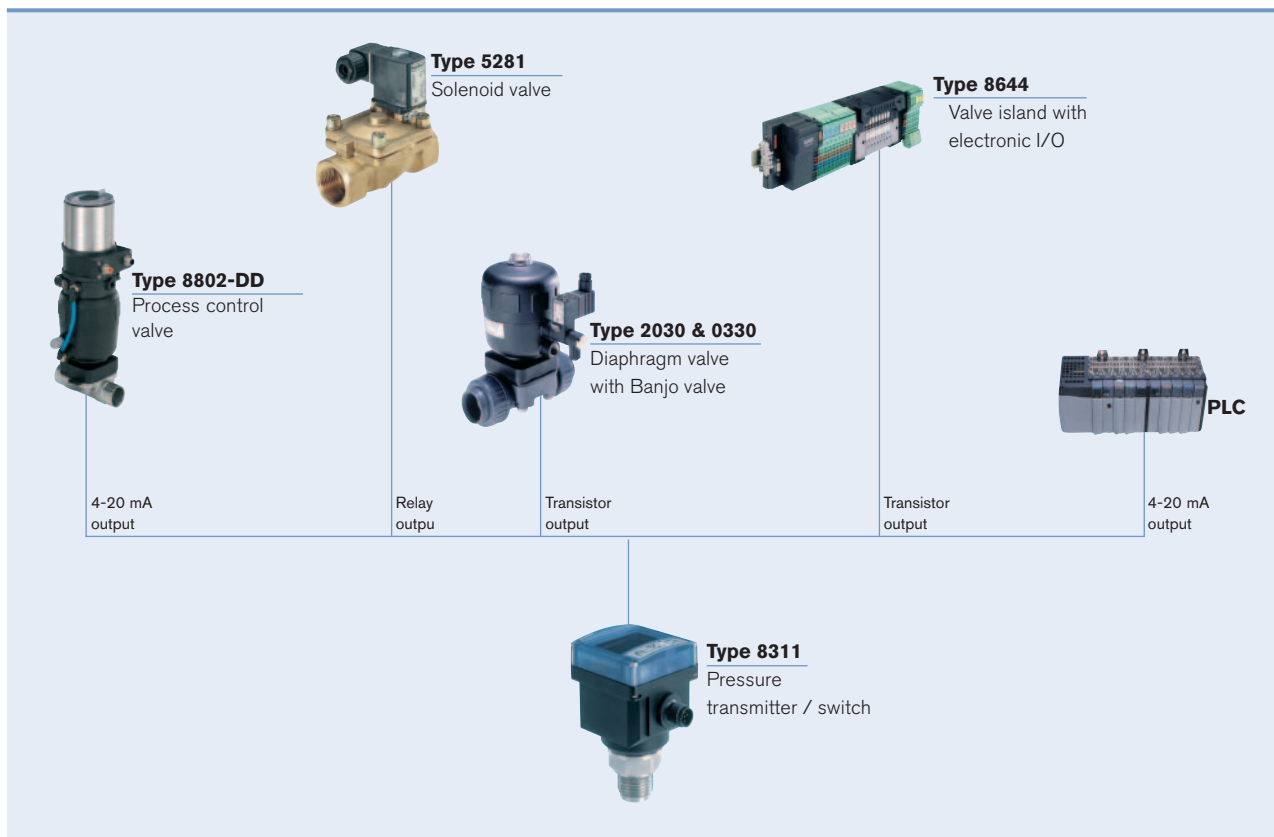 Type 5281
Solenoid valve
Type 8644
Valve island with
electronic I/O
Type 8802-DD
Process control
valve
Type 2030 & 0330
Diaphragm valve
with Banjo valve
PLC
4-20 mA
output
Relay
outpu
Transistor
output
Transistor
output
4-20 mA
output
Type 8311
Pressure
transmitter / switch